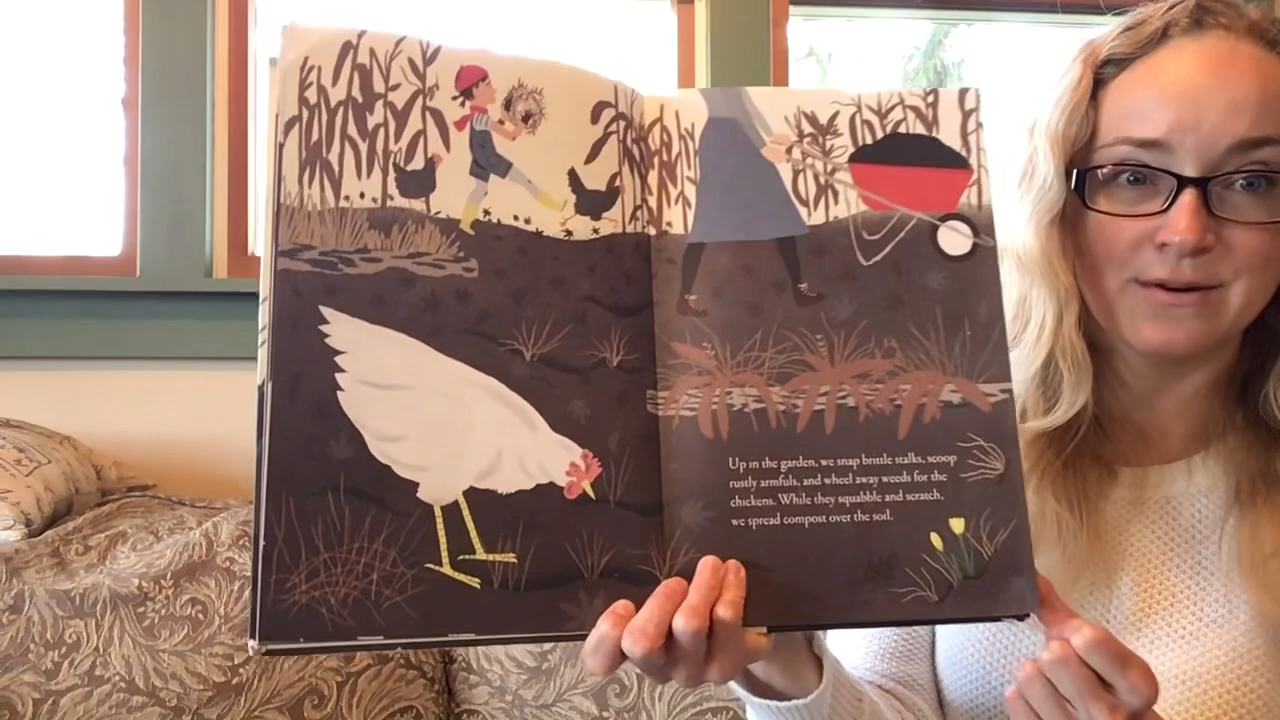 Up in the garden, we snap brittle stalks, scoop
rustly armfuls, and wheel away weeds for the
chickens. While they squabble and scratch,
we spread compost over the soil.